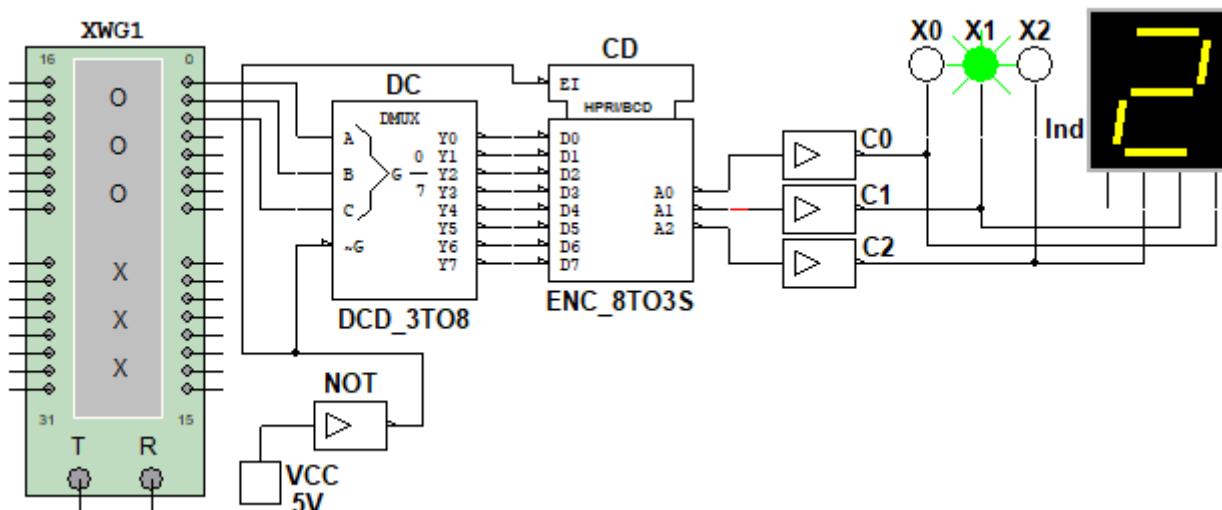 XWG1
16 0
O
O
O
X
X
X
31 15
T R
DC
DMUX
A
B
C
G 0
7
~G
Y0
Y1
Y2
Y3
Y4
Y5
Y6
Y7
DCD_3TO8
NOT
VCC
5V
CD
EI
HPRI/BCD
D0
D1
D2
D3
D4
D5
D6
D7
A0
A1
A2
ENC_8TO3S
C0
C1
C2
X0 X1 X2
Ind
2